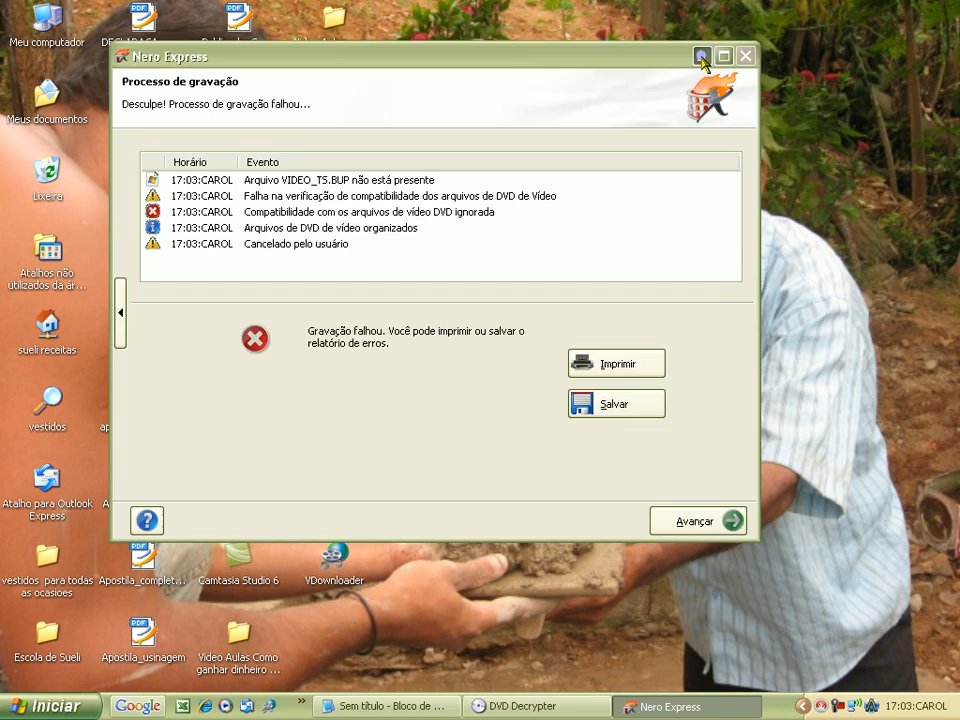 Meu computador
Nero Express
Processo de gravação
Desculpe! Processo de gravação falhou...
Meus documentos
Horário Evento
17:03:CAROL Arquivo VIDEO_TS.BUP não está presente
17:03:CAROL Falha na verificação de compatibilidade dos arquivos de DVD de Vídeo
17:03:CAROL Compatibilidade com os arquivos de vídeo DVD ignorada
17:03:CAROL Arquivos de DVD de vídeo organizados
17:03:CAROL Cancelado pelo usuário
Lixeira
Atalhos não
utilizados da ár...
Gravação falhou. Você pode imprimir ou salvar o
relatório de erros.
sueli receitas
Imprimir
Salvar
vestidos
Atalho para Outlook
Express
Avançar
vestidos para todas
as ocasioes
Apostila_complet...
Camtasia Studio 6
VDownloader
Escola de Sueli
Apostila_usinagem
Video Aulas Como
ganhar dinheiro ...
Iniciar
Google
Sem título - Bloco de ...
DVD Decrypter
Nero Express
17:03:CAROL